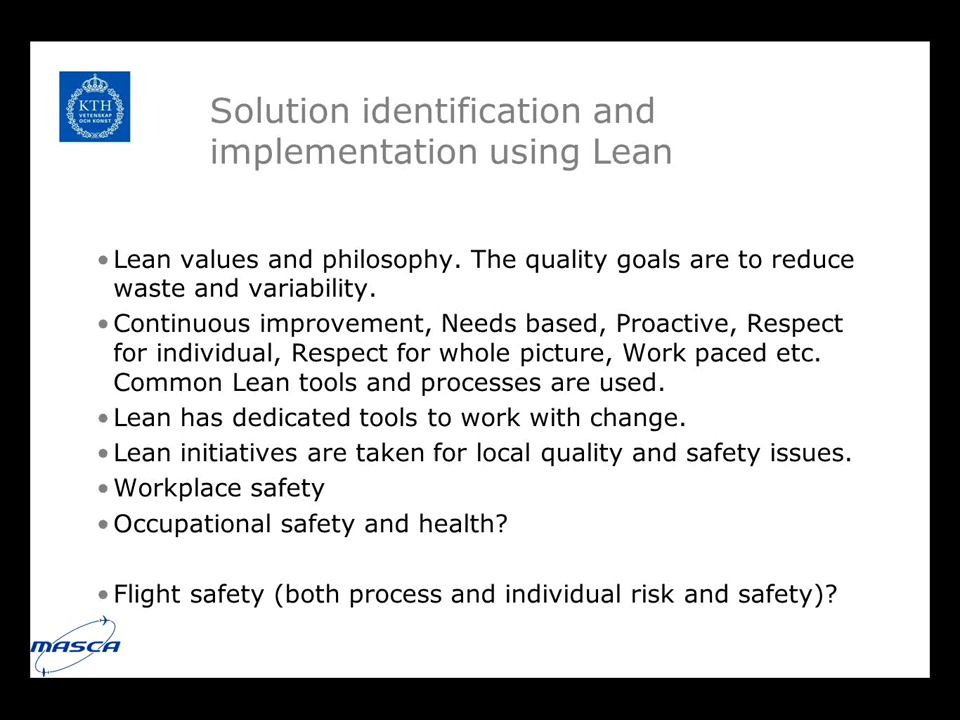 KTH
VETENSKAP
OCH KONST
Solution identification and
implementation using Lean
• Lean values and philosophy. The quality goals are to reduce
waste and variability.
• Continuous improvement, Needs based, Proactive, Respect
for individual, Respect for whole picture, Work paced etc.
Common Lean tools and processes are used.
• Lean has dedicated tools to work with change.
• Lean initiatives are taken for local quality and safety issues.
• Workplace safety
• Occupational safety and health?
• Flight safety (both process and individual risk and safety)?
MASCA